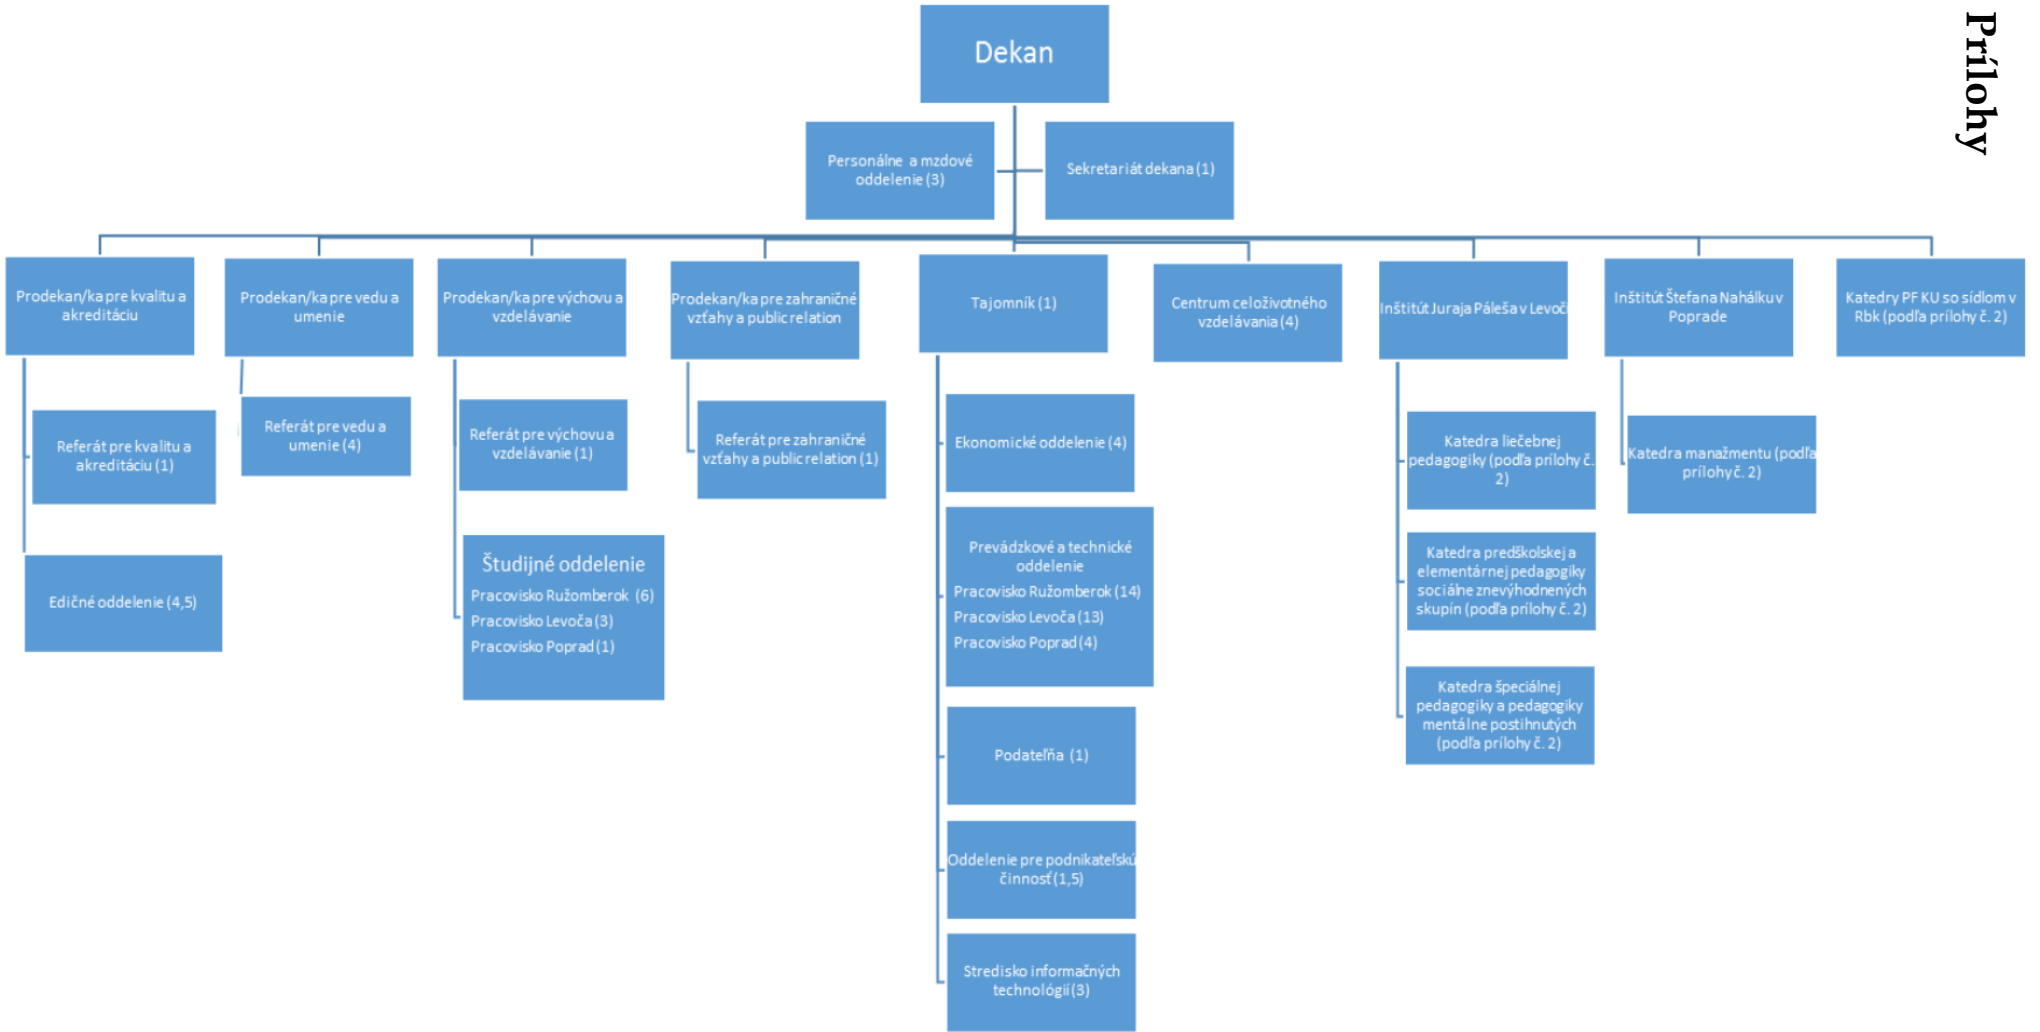 Prílohy
Dekan
Personálne a mzdové
oddelenie (3)
Sekretariát dekana (1)
Prodekan/ka pre kvalitu a
akreditáciu
Prodekan/ka pre vedu a
umenie
Prodekan/ka pre výchovu a
vzdelávanie
Prodekan/ka pre zahraničné
vzťahy a public relation
Tajomník (1)
Centrum celoživotného
vzdelávania (4)
Inštitút Juraja Páleša v Levoči
Inštitút Štefana Nahálku v
Poprade
Katedry PF KU so sídlom v
Rbk (podľa prílohy č. 2)
Referát pre kvalitu a
akreditáciu (1)
Edičné oddelenie (4,5)
Referát pre vedu a
umenie (4)
Referát pre výchovu a
vzdelávanie (1)
Študijné oddelenie
Pracovisko Ružomberok (6)
Pracovisko Levoča (3)
Pracovisko Poprad (1)
Referát pre zahraničné
vzťahy a public relation (1)
Ekonomické oddelenie (4)
Prevádzkové a technické
oddelenie
Pracovisko Ružomberok (14)
Pracovisko Levoča (13)
Pracovisko Poprad (4)
Podateľňa (1)
Oddelenie pre podnikateľskú
činnosť (1,5)
Stredisko informačných
technológií (3)
Katedra liečebnej
pedagogiky (podľa prílohy č.
2)
Katedra predškolskej a
elementárnej pedagogiky
sociálne znevýhodnených
skupín (podľa prílohy č. 2)
Katedra špeciálnej
pedagogiky a pedagogiky
mentálne postihnutých
(podľa prílohy č. 2)
Katedra manažmentu (podľa
prílohy č. 2)